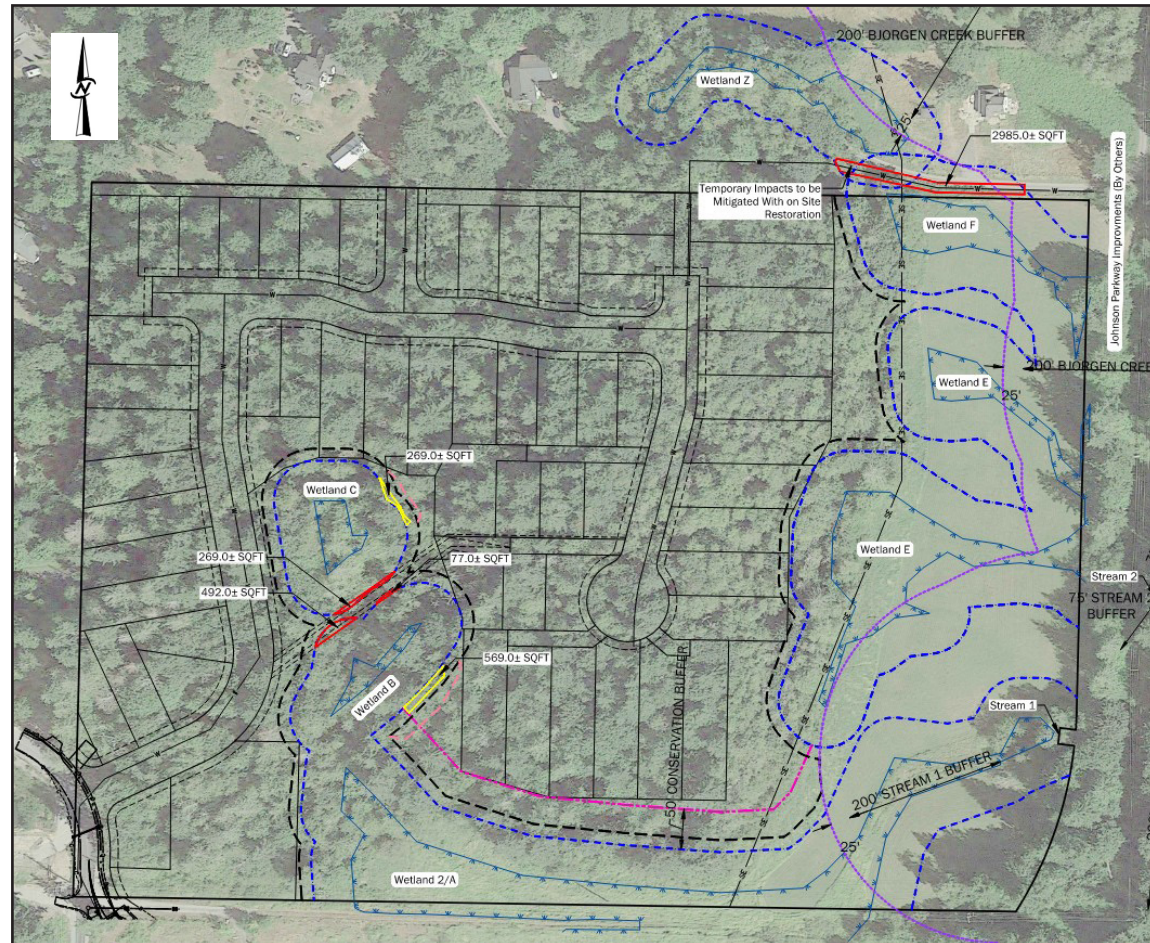 N
200' BJORGEN CREEK BUFFER
Wetland Z
25'
2985.0± SQFT
Temporary Impacts to be
Mitigated With on Site
Restoration
Wetland F
Johnson Parkway Improvments (By Others)
200' BJORGEN CREE
Wetland E
25'
269.0± SQFT
Wetland C
269.0± SQFT
77.0± SQFT
492.0± SQFT
Wetland E
Stream 2
75' STREAM
BUFFER
569.0± SQFT
Wetland B
50' CONSERVATION BUFFER
Stream 1
200' STREAM 1 BUFFER
25'
Wetland 2/A